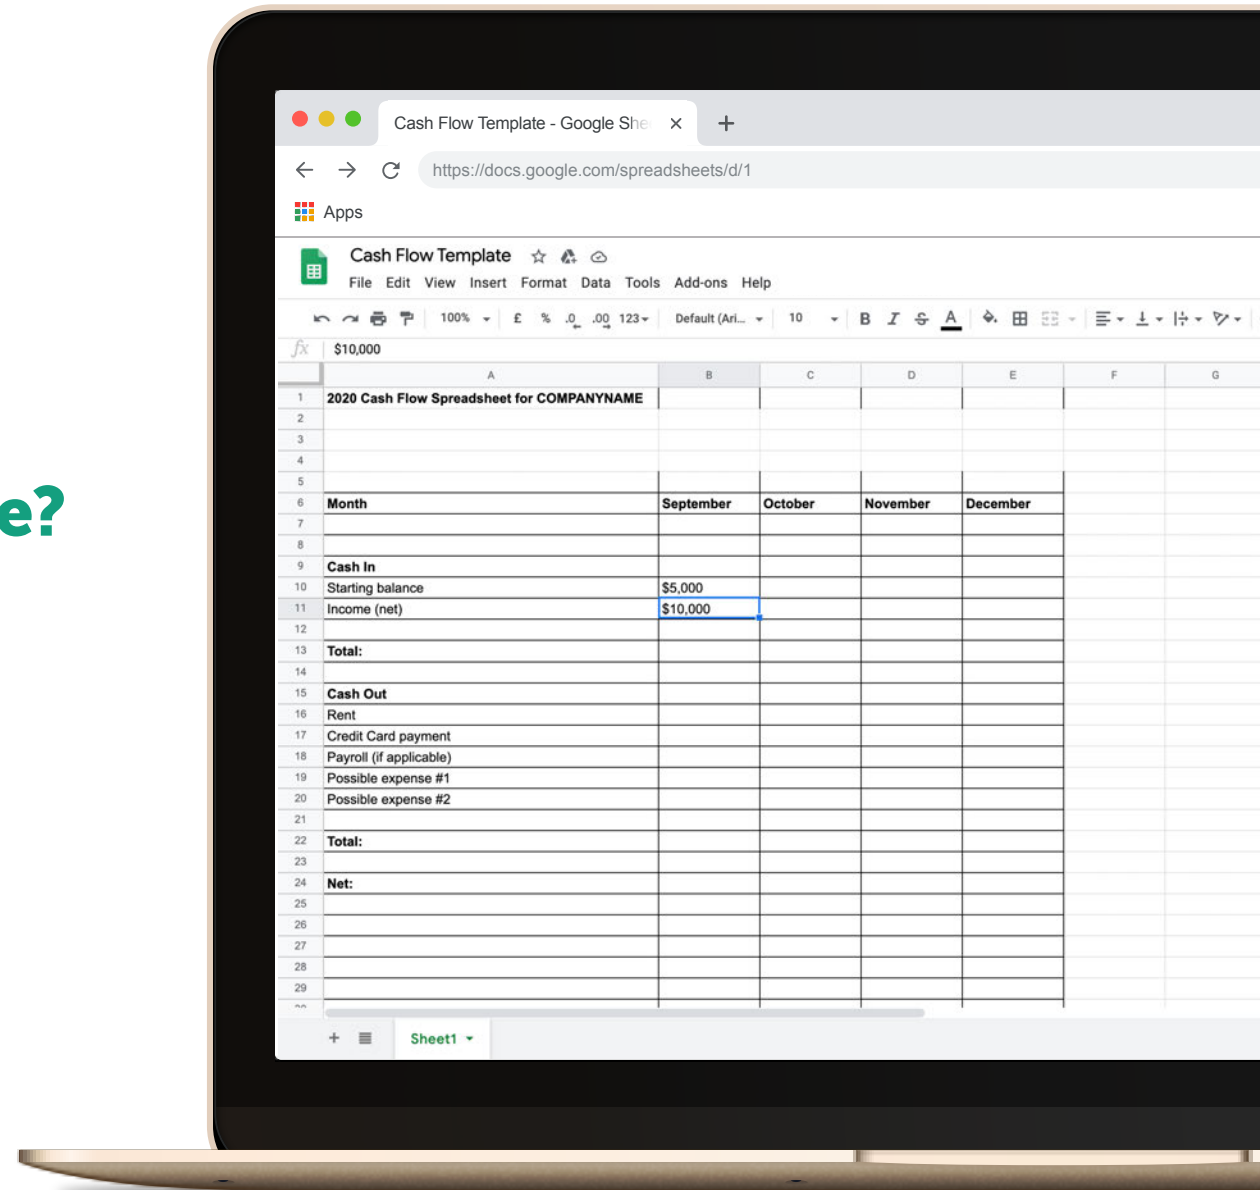 e?
Cash Flow Template - Google She
https://docs.google.com/spreadsheets/d/1
Apps
Cash Flow Template
File Edit View Insert Format Data Tools Add-ons Help
100% £ % .0 .00 123 Default (Ari... 10 B I S A
fx $10,000
A B C D E F G
1 2020 Cash Flow Spreadsheet for COMPANYNAME
2
3
4
5
6 Month September October November December
7
8
9 Cash In
10 Starting balance $5,000
11 Income (net) $10,000
12
13 Total:
14
15 Cash Out
16 Rent
17 Credit Card payment
18 Payroll (if applicable)
19 Possible expense #1
20 Possible expense #2
21
22 Total:
23
24 Net:
25
26
27
28
29
Sheet1